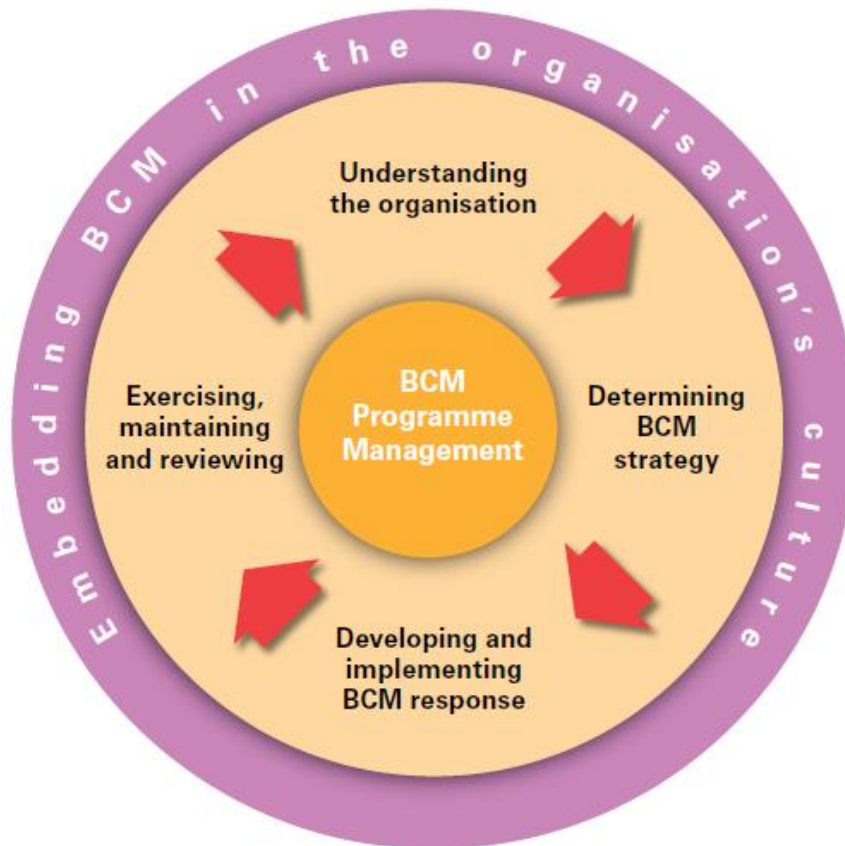 Embedding BCM in the organisation's culture
Understanding
the organisation
BCM
Programme
Management
Exercising,
maintaining
and reviewing
Determining
BCM
strategy
Developing and
implementing
BCM response